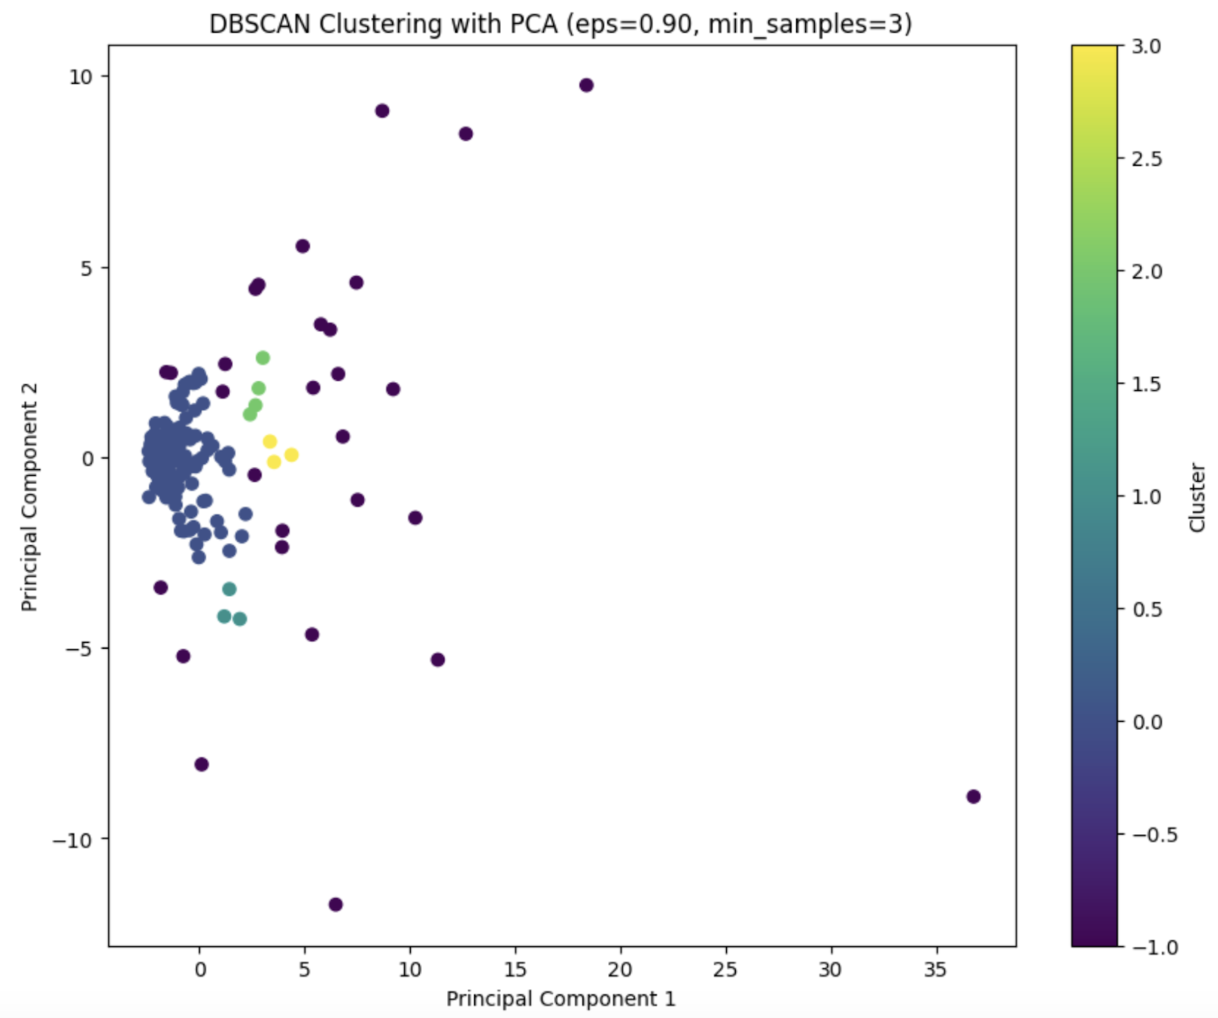 DBSCAN Clustering with PCA (eps=0.90, min_samples=3)
10
5
0
−5
−10
Principal Component 2
0 5 10 15 20 25 30 35
Principal Component 1
3.0
2.5
2.0
1.5
1.0
0.5
0.0
−0.5
−1.0
Cluster